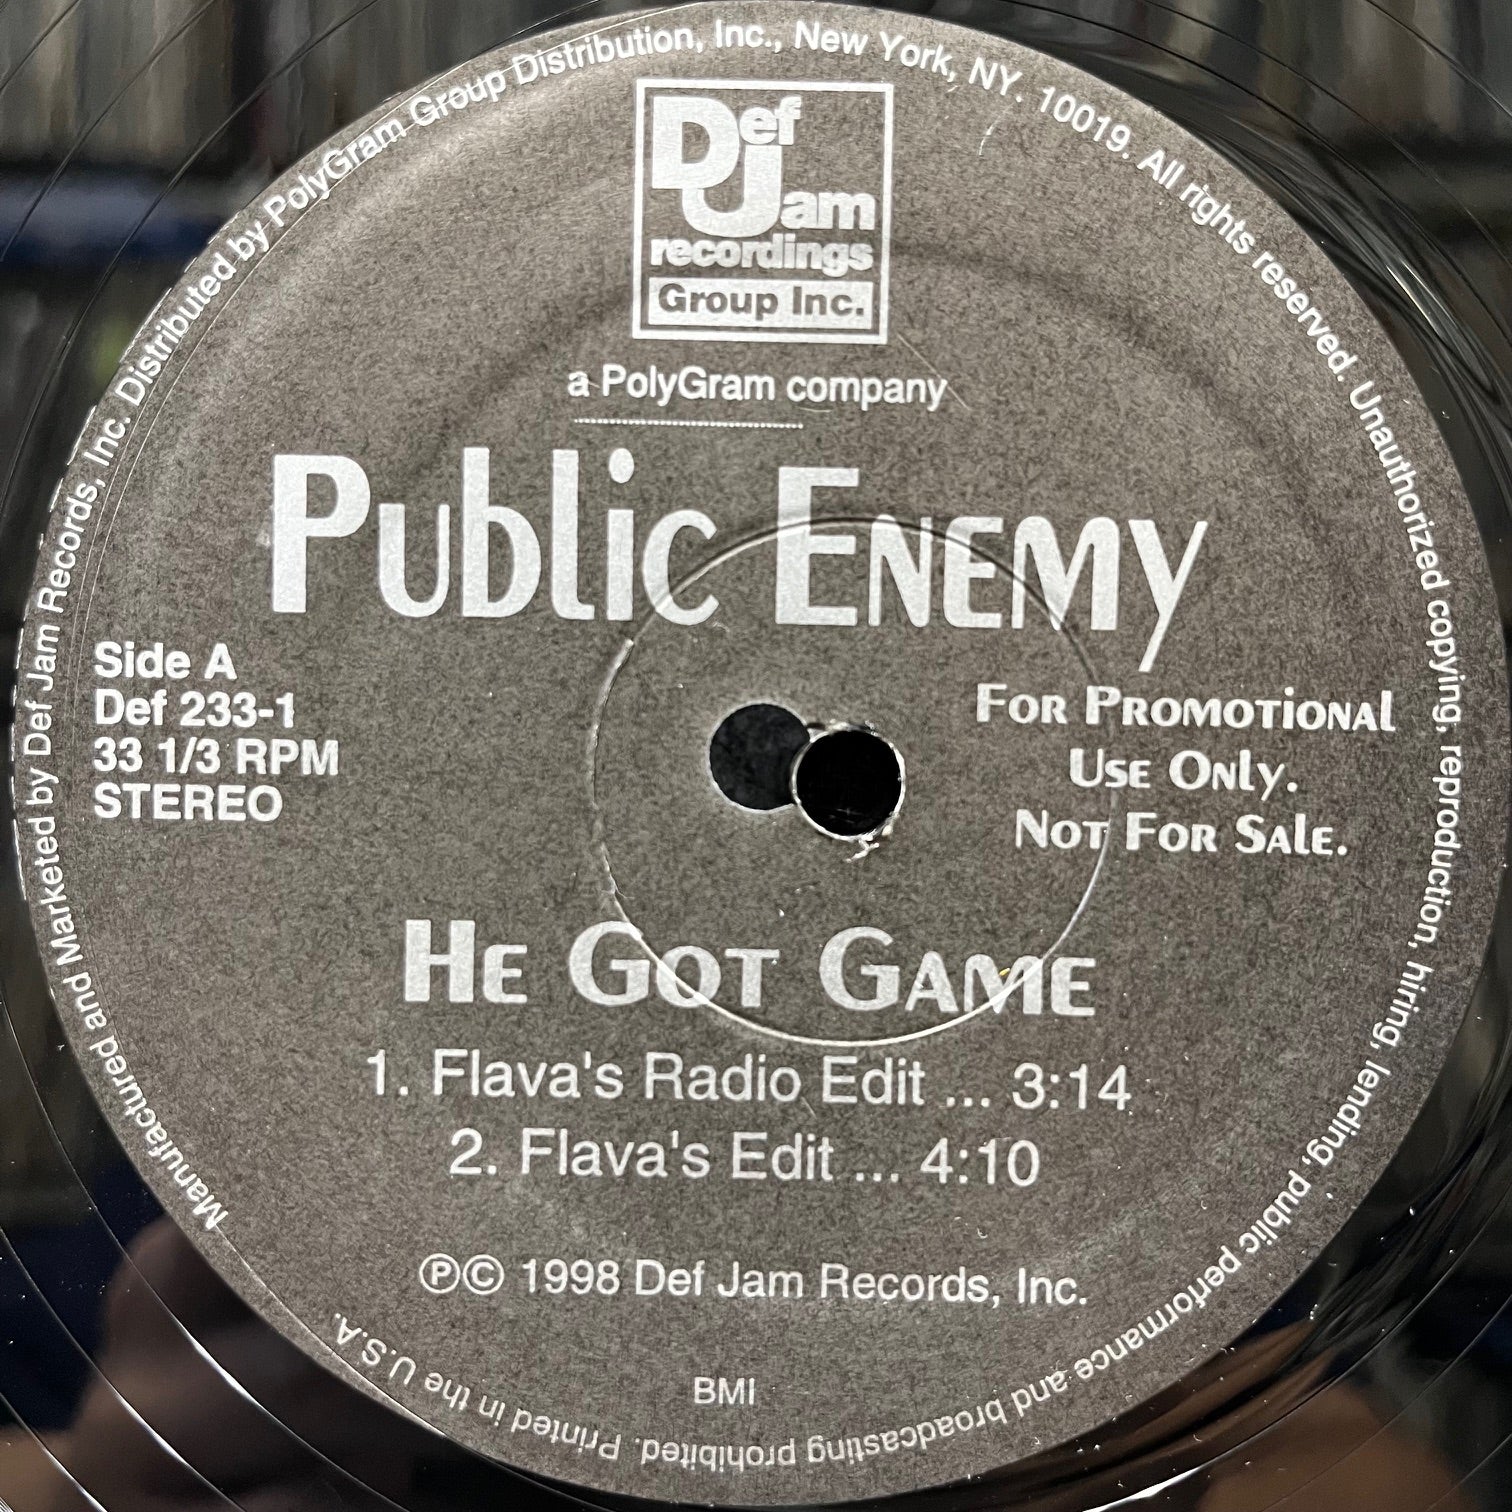 Manufactured and Marketed by Def Jam Records, Inc. Distributed by PolyGram Group Distribution, Inc., New York, NY. 10019. All rights reserved. Unauthorized copying, reproduction, hiring, lending, public performance and broadcasting prohibited. Printed in the U.S.A.
Def
Jam
recordings
Group Inc.
a PolyGram company
Public Enemy
Side A
Def 233-1
33 1/3 RPM
STEREO
For Promotional
Use Only.
Not For Sale.
He Got Game
1. Flava's Radio Edit ... 3:14
2. Flava's Edit ... 4:10
Ⓟ© 1998 Def Jam Records, Inc.
BMI